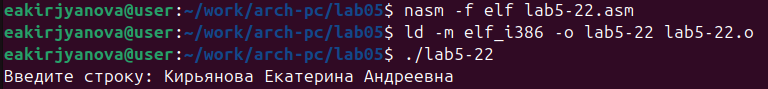 eakirjyanova@user:~/work/arch-pc/lab05$ nasm -f elf lab5-22.asm
eakirjyanova@user:~/work/arch-pc/lab05$ ld -m elf_i386 -o lab5-22 lab5-22.o
eakirjyanova@user:~/work/arch-pc/lab05$ ./lab5-22
Введите строку: Кирьянова Екатерина Андреевна